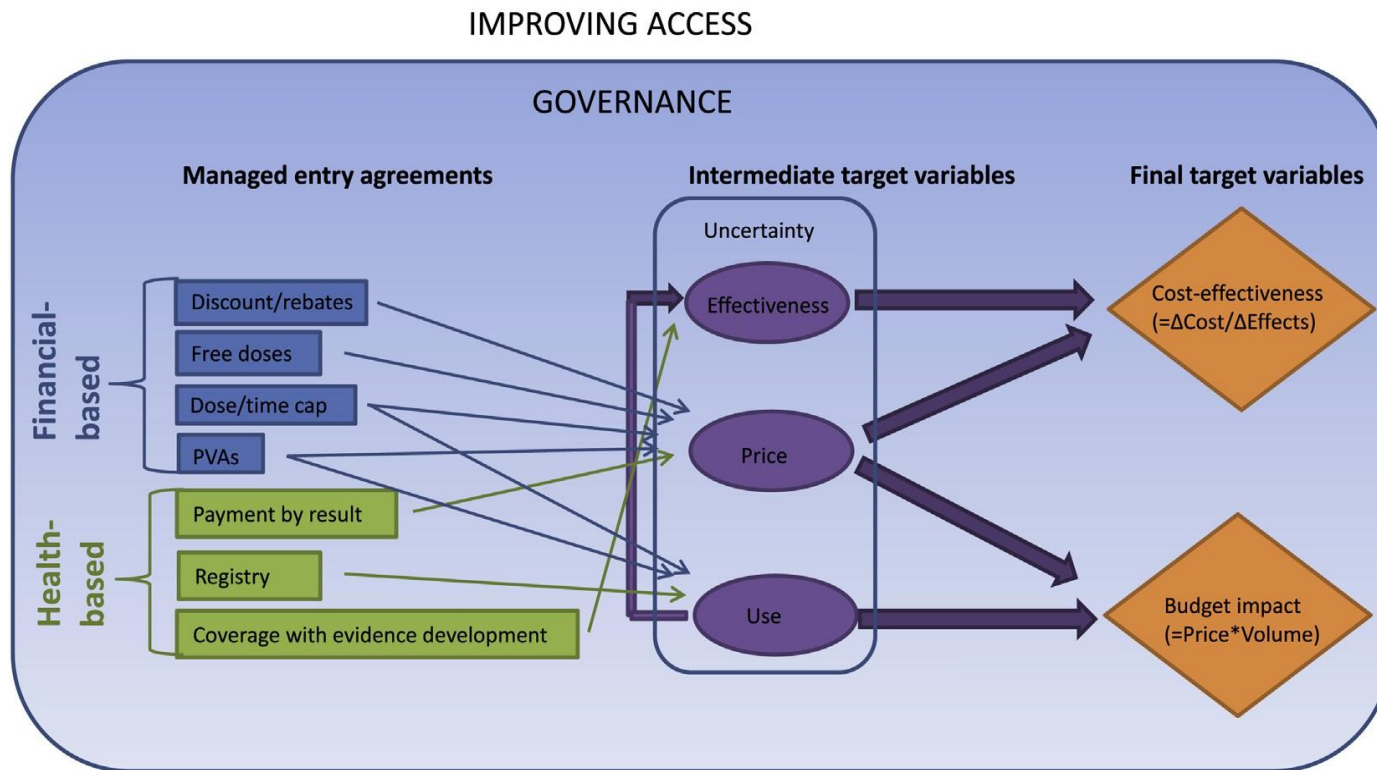 IMPROVING ACCESS
GOVERNANCE
Managed entry agreements
Intermediate target variables
Final target variables
Financial-
based
Discount/rebates
Free doses
Dose/time cap
PVAs
Health-
based
Payment by result
Registry
Coverage with evidence development
Uncertainty
Effectiveness
Price
Use
Cost-effectiveness
(=ΔCost/ΔEffects)
Budget impact
(=Price*Volume)